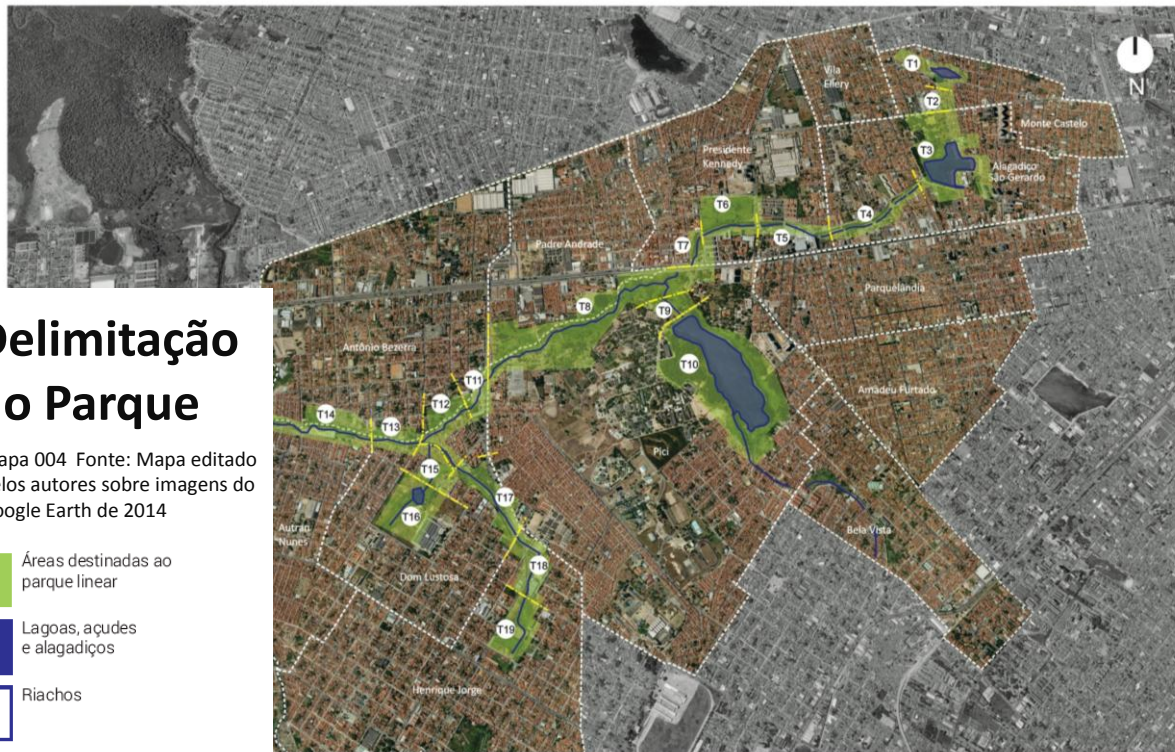 N
T1
Vila
Ellery
T2
Monte Castelo
T3
Presidente
Kennedy
Alagadiço
São Gerardo
T6
T4
T5
T7
Padre Andrade
Parquelândia
T8
T9
Antônio Bezerra
T10
T11
Amadeu Furtado
T12
T14
T13
Pici
T15
T16
T17
Autran
Nunes
Bela Vista
T18
Dom Lustosa
T19
Henrique Jorge
Delimitação
o Parque
apa 004 Fonte: Mapa editado
elos autores sobre imagens do
oogle Earth de 2014
Áreas destinadas ao
parque linear
Lagoas, açudes
e alagadiços
Riachos